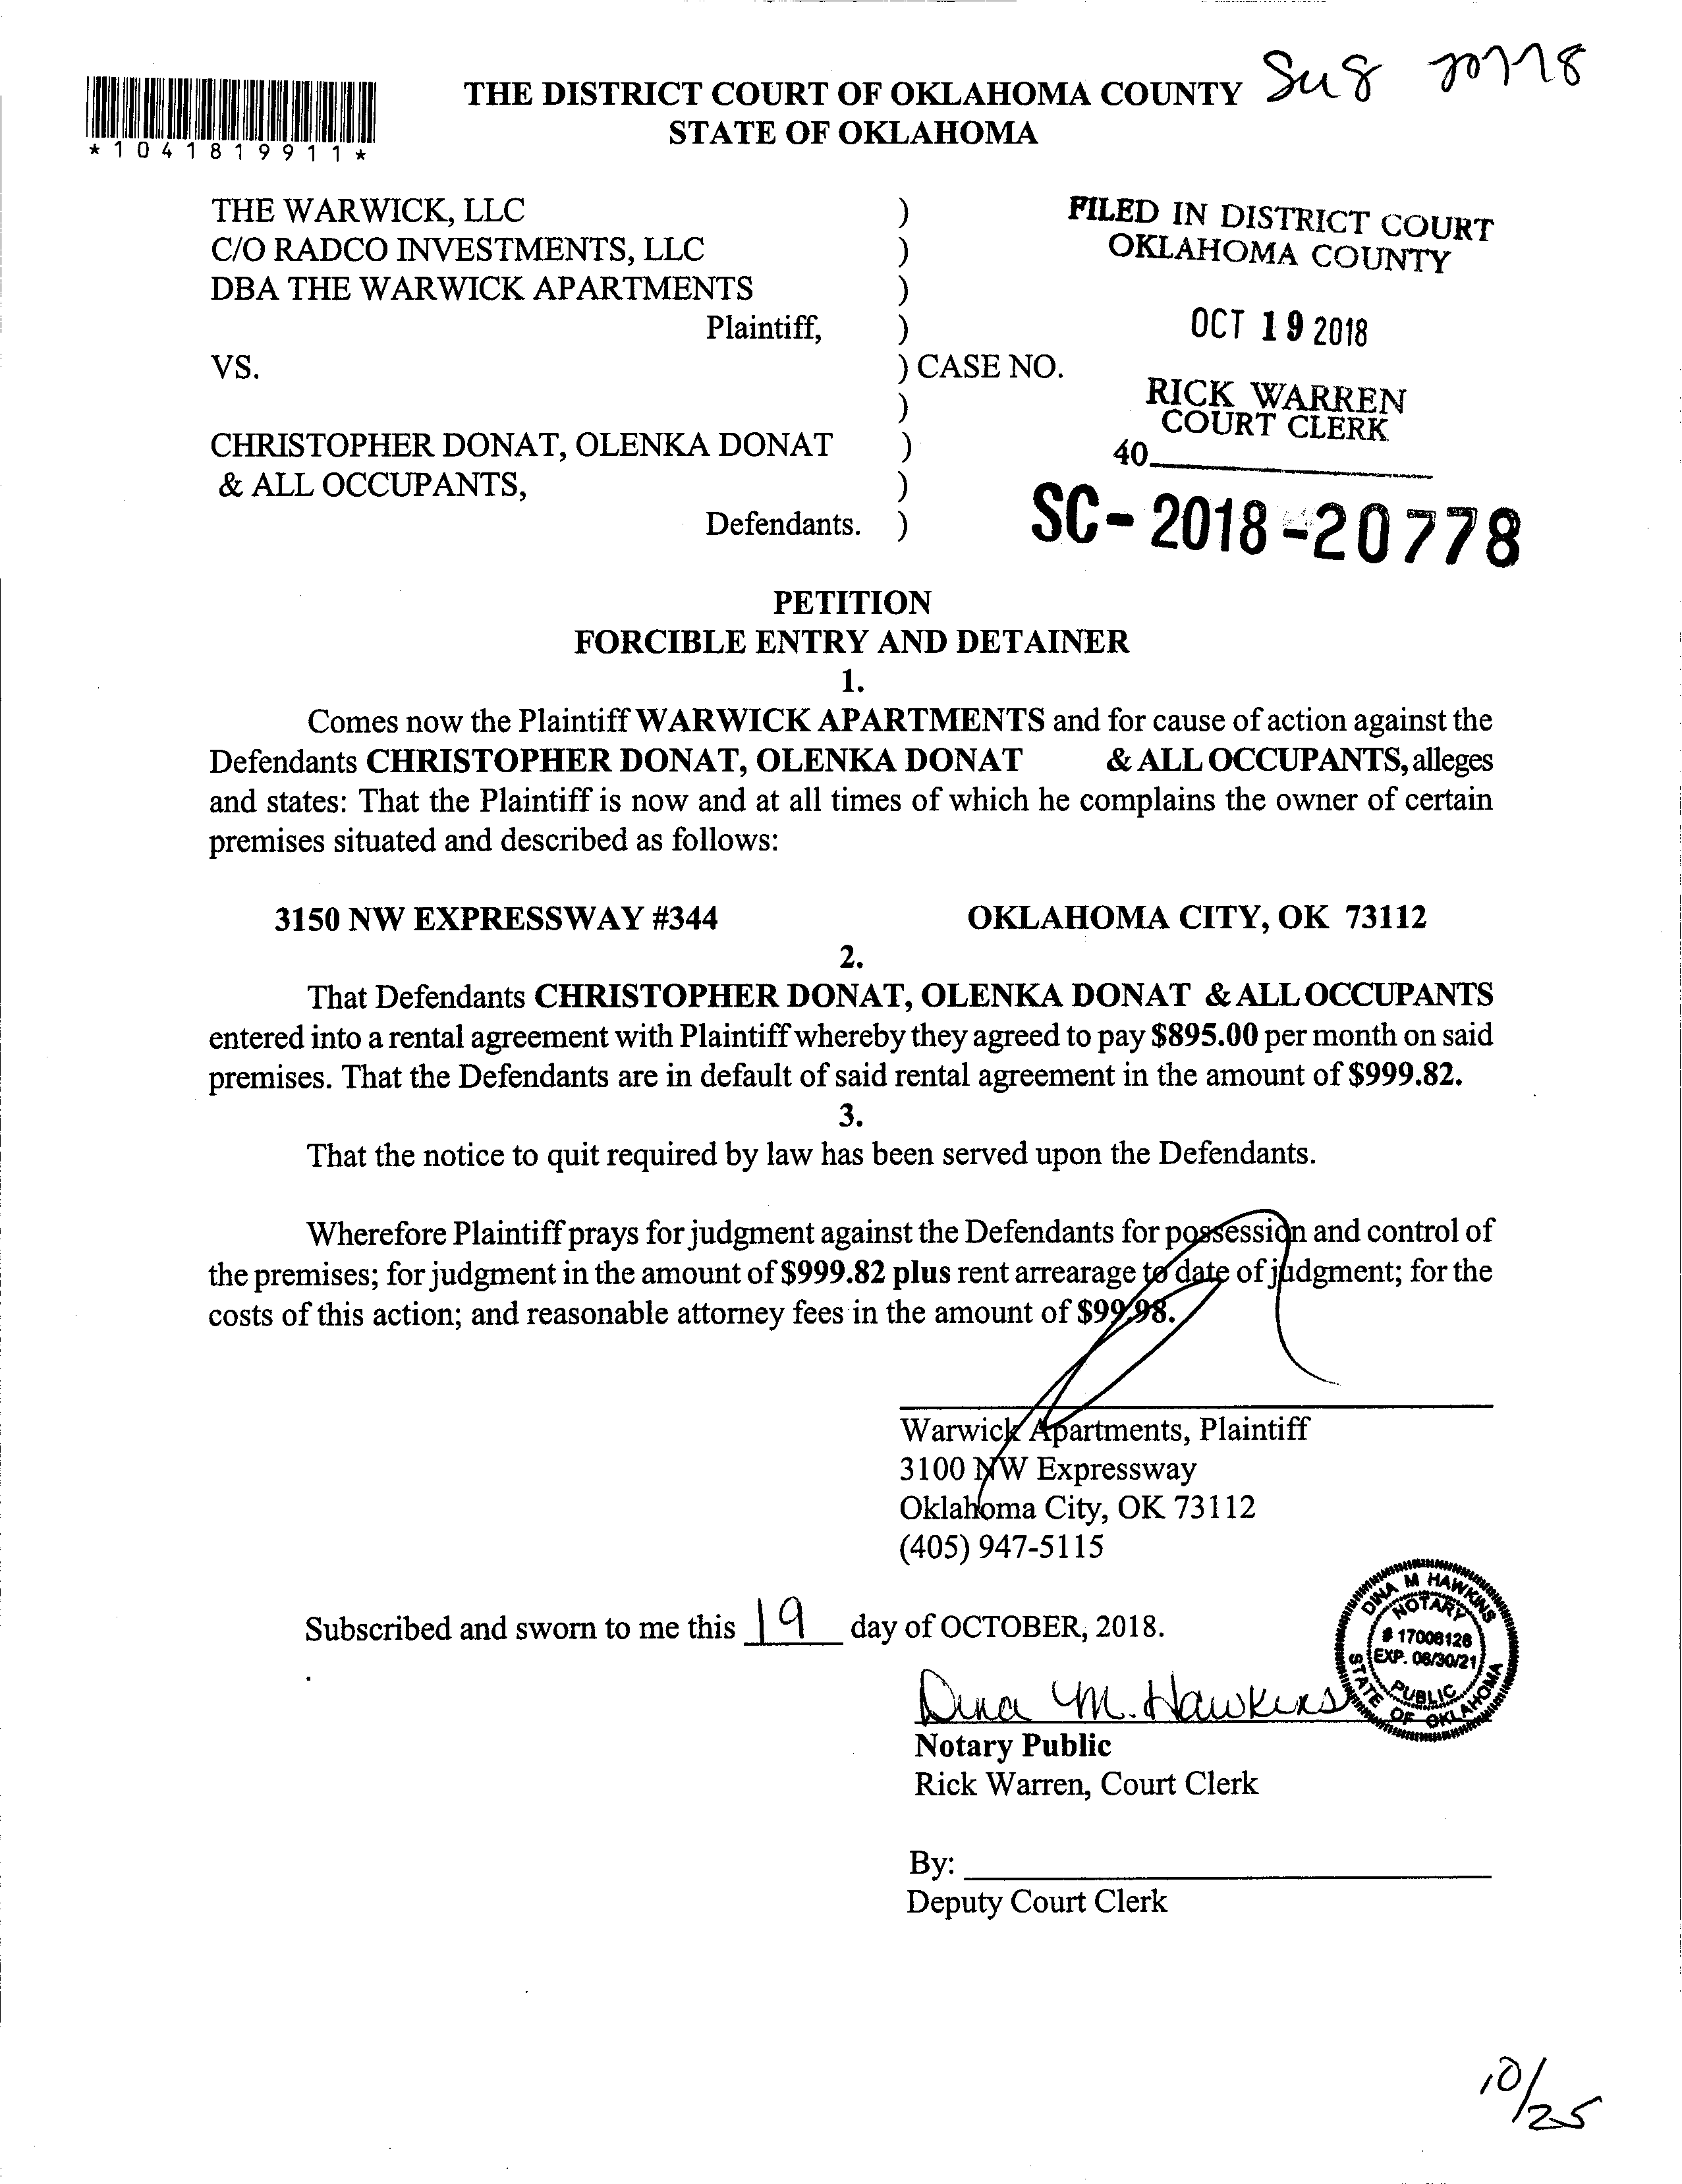 THE DISTRICT COURT OF OKLAHOMA COUNTY
STATE OF OKLAHOMA
*1041819911*
THE WARWICK, LLC )
C/O RADCO INVESTMENTS, LLC )
DBA THE WARWICK APARTMENTS )
Plaintiff, )
VS. ) CASE NO.
)
CHRISTOPHER DONAT, OLENKA DONAT )
& ALL OCCUPANTS, )
Defendants. )
FILED IN DISTRICT COURT
OKLAHOMA COUNTY
OCT 19 2018
RICK WARREN
COURT CLERK
40
SC-2018-20778
PETITION
FORCIBLE ENTRY AND DETAINER
1.
Comes now the Plaintiff WARWICK APARTMENTS and for cause of action against the
Defendants CHRISTOPHER DONAT, OLENKA DONAT & ALL OCCUPANTS, alleges
and states: That the Plaintiff is now and at all times of which he complains the owner of certain
premises situated and described as follows:
3150 NW EXPRESSWAY #344 OKLAHOMA CITY, OK 73112
2.
That Defendants CHRISTOPHER DONAT, OLENKA DONAT & ALL OCCUPANTS
entered into a rental agreement with Plaintiff whereby they agreed to pay $895.00 per month on said
premises. That the Defendants are in default of said rental agreement in the amount of $999.82.
3.
That the notice to quit required by law has been served upon the Defendants.
Wherefore Plaintiff prays for judgment against the Defendants for possession and control of
the premises; for judgment in the amount of $999.82 plus rent arrearage to date of judgment; for the
costs of this action; and reasonable attorney fees in the amount of $99.98.
Warwick Apartments, Plaintiff
3100 NW Expressway
Oklahoma City, OK 73112
(405) 947-5115
Subscribed and sworn to me this 19 day of OCTOBER, 2018.
DINA M HAWKINS
NOTARY
# 17006126
EXP. 06/30/21
PUBLIC
STATE OF OKLAHOMA
Dina M. Hawkins
Notary Public
Rick Warren, Court Clerk
By:
Deputy Court Clerk
10/25